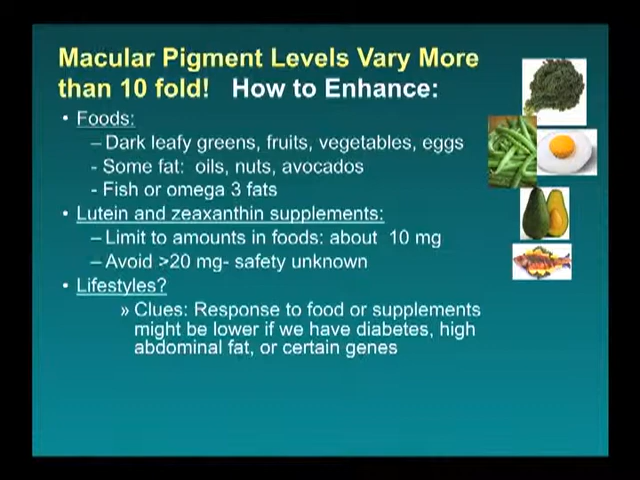 Macular Pigment Levels Vary More
than 10 fold! How to Enhance:
• Foods:
– Dark leafy greens, fruits, vegetables, eggs
- Some fat: oils, nuts, avocados
- Fish or omega 3 fats
• Lutein and zeaxanthin supplements:
– Limit to amounts in foods: about 10 mg
– Avoid >20 mg- safety unknown
• Lifestyles?
» Clues: Response to food or supplements
might be lower if we have diabetes, high
abdominal fat, or certain genes